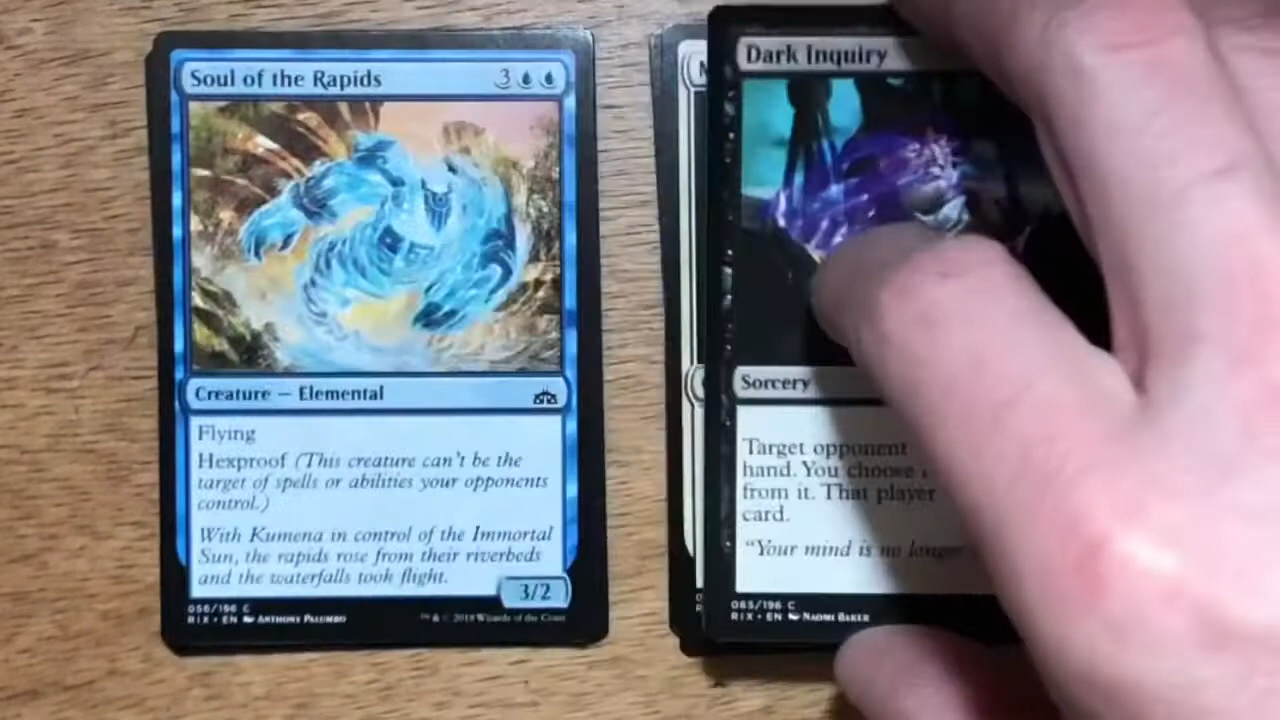 Soul of the Rapids 3
Creature — Elemental
Flying
Hexproof (This creature can't be the
target of spells or abilities your opponents
control.)
With Kumena in control of the Immortal
Sun, the rapids rose from their riverbeds
and the waterfalls took flight.
3/2
056/196 C
RIX • EN Anthony Palumbo
™ & © 2018 Wizards of the Coast
Dark Inquiry
Sorcery
Target opponent
hand. You choose
from it. That player
card.
"Your mind is no longer
065/196 C
RIX • EN Naomi Baker